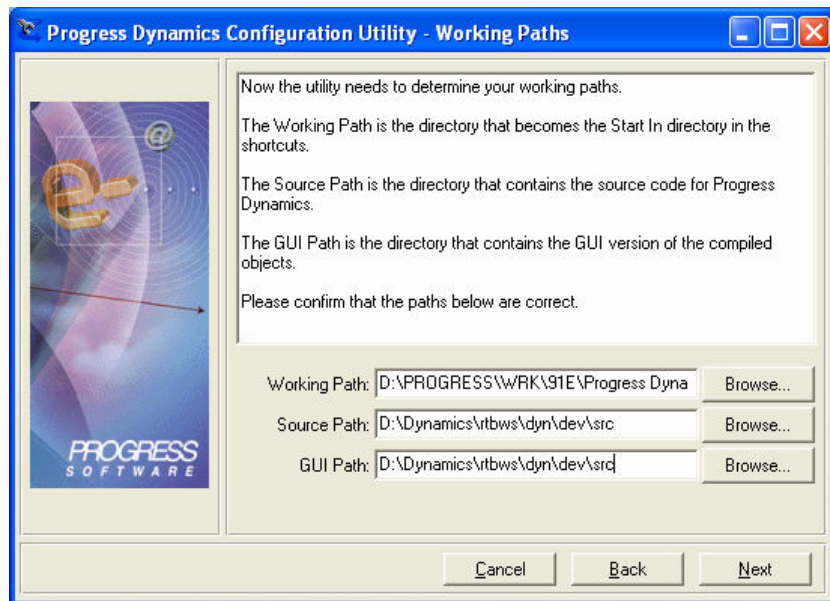 Progress Dynamics Configuration Utility - Working Paths
Now the utility needs to determine your working paths.
The Working Path is the directory that becomes the Start In directory in the
shortcuts.
The Source Path is the directory that contains the source code for Progress
Dynamics.
The GUI Path is the directory that contains the GUI version of the compiled
objects.
Please confirm that the paths below are correct.
@
e-
PROGRESS
SOFTWARE
Working Path: D:\PROGRESS\WRK\91E\Progress Dyna Browse...
Source Path: D:\Dynamics\rtbws\dyn\dev\src Browse...
GUI Path: D:\Dynamics\rtbws\dyn\dev\src Browse...
Cancel Back Next